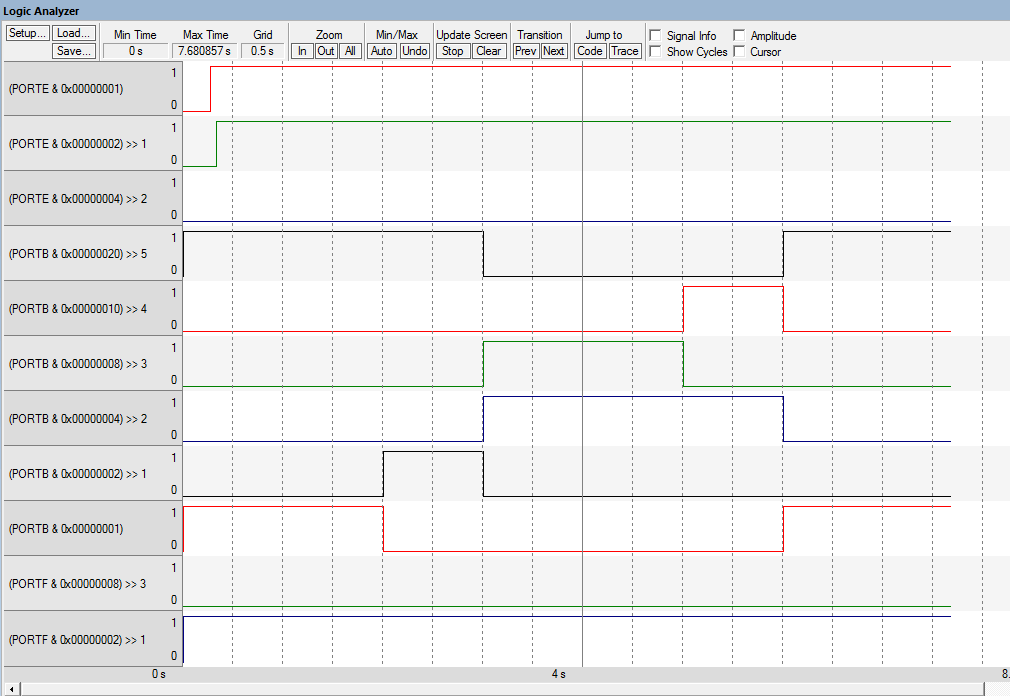 Logic Analyzer
Setup... Load... Min Time Max Time Grid Zoom Min/Max Update Screen Transition Jump to Signal Info Amplitude
Save... 0 s 7.680857 s 0.5 s In Out All Auto Undo Stop Clear Prev Next Code Trace Show Cycles Cursor
1
(PORTE & 0x00000001)
0
1
(PORTE & 0x00000002) >> 1
0
1
(PORTE & 0x00000004) >> 2
0
1
(PORTB & 0x00000020) >> 5
0
1
(PORTB & 0x00000010) >> 4
0
1
(PORTB & 0x00000008) >> 3
0
1
(PORTB & 0x00000004) >> 2
0
1
(PORTB & 0x00000002) >> 1
0
1
(PORTB & 0x00000001)
0
1
(PORTF & 0x00000008) >> 3
0
1
(PORTF & 0x00000002) >> 1
0
0 s 4 s 8.